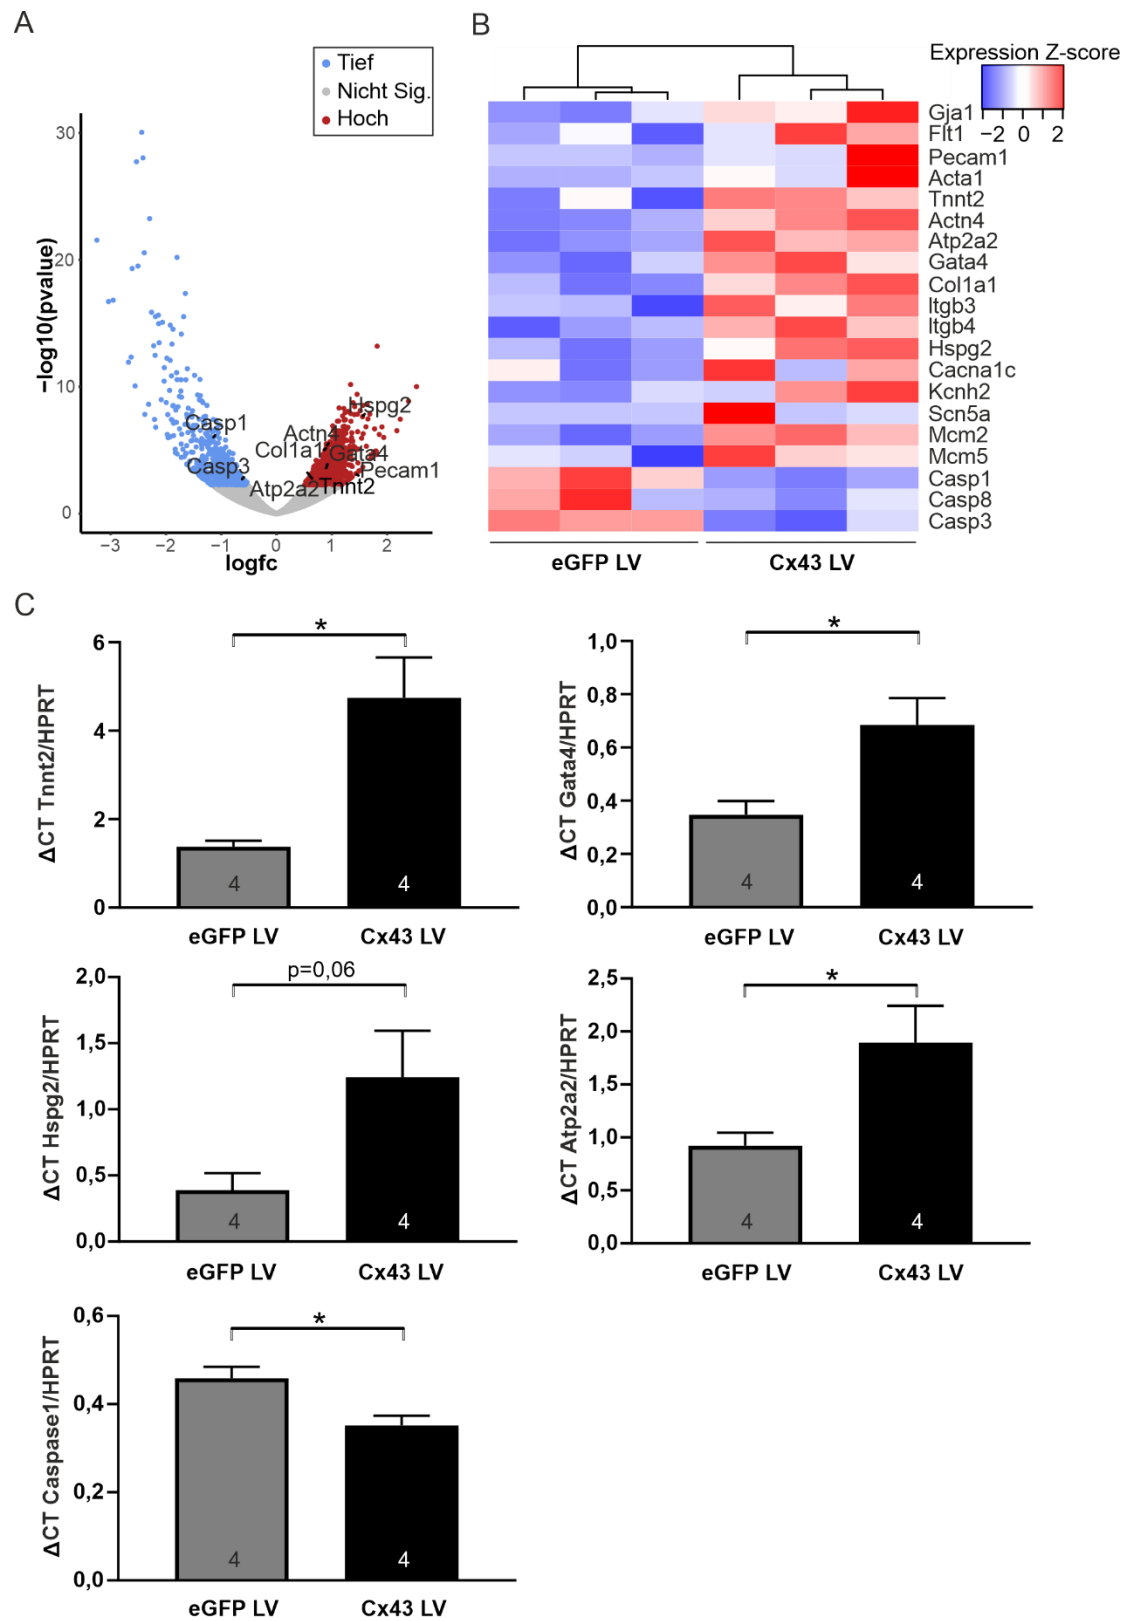 A
Tief
Nicht Sig.
Hoch
30
20
10
0
−log10(pvalue)
Casp1
Casp3
Hspg2
Actn4
Col1a1
Gata4
Pecam1
Atp2a2
Tnnt2
−3
−2
−1
0
1
2
logfc
B
Expression Z-score
−2 0 2
Gja1
Flt1
Pecam1
Acta1
Tnnt2
Actn4
Atp2a2
Gata4
Col1a1
Itgb3
Itgb4
Hspg2
Cacna1c
Kcnh2
Scn5a
Mcm2
Mcm5
Casp1
Casp8
Casp3
eGFP LV
Cx43 LV
C
ΔCT Tnnt2/HPRT
6
4
2
0
*
4
4
eGFP LV
Cx43 LV
ΔCT Gata4/HPRT
1,0
0,8
0,6
0,4
0,2
0,0
*
4
4
eGFP LV
Cx43 LV
ΔCT Hspg2/HPRT
2,0
1,5
1,0
0,5
0,0
p=0,06
4
4
eGFP LV
Cx43 LV
ΔCT Atp2a2/HPRT
2,5
2,0
1,5
1,0
0,5
0,0
*
4
4
eGFP LV
Cx43 LV
ΔCT Caspase1/HPRT
0,6
0,4
0,2
0,0
*
4
4
eGFP LV
Cx43 LV